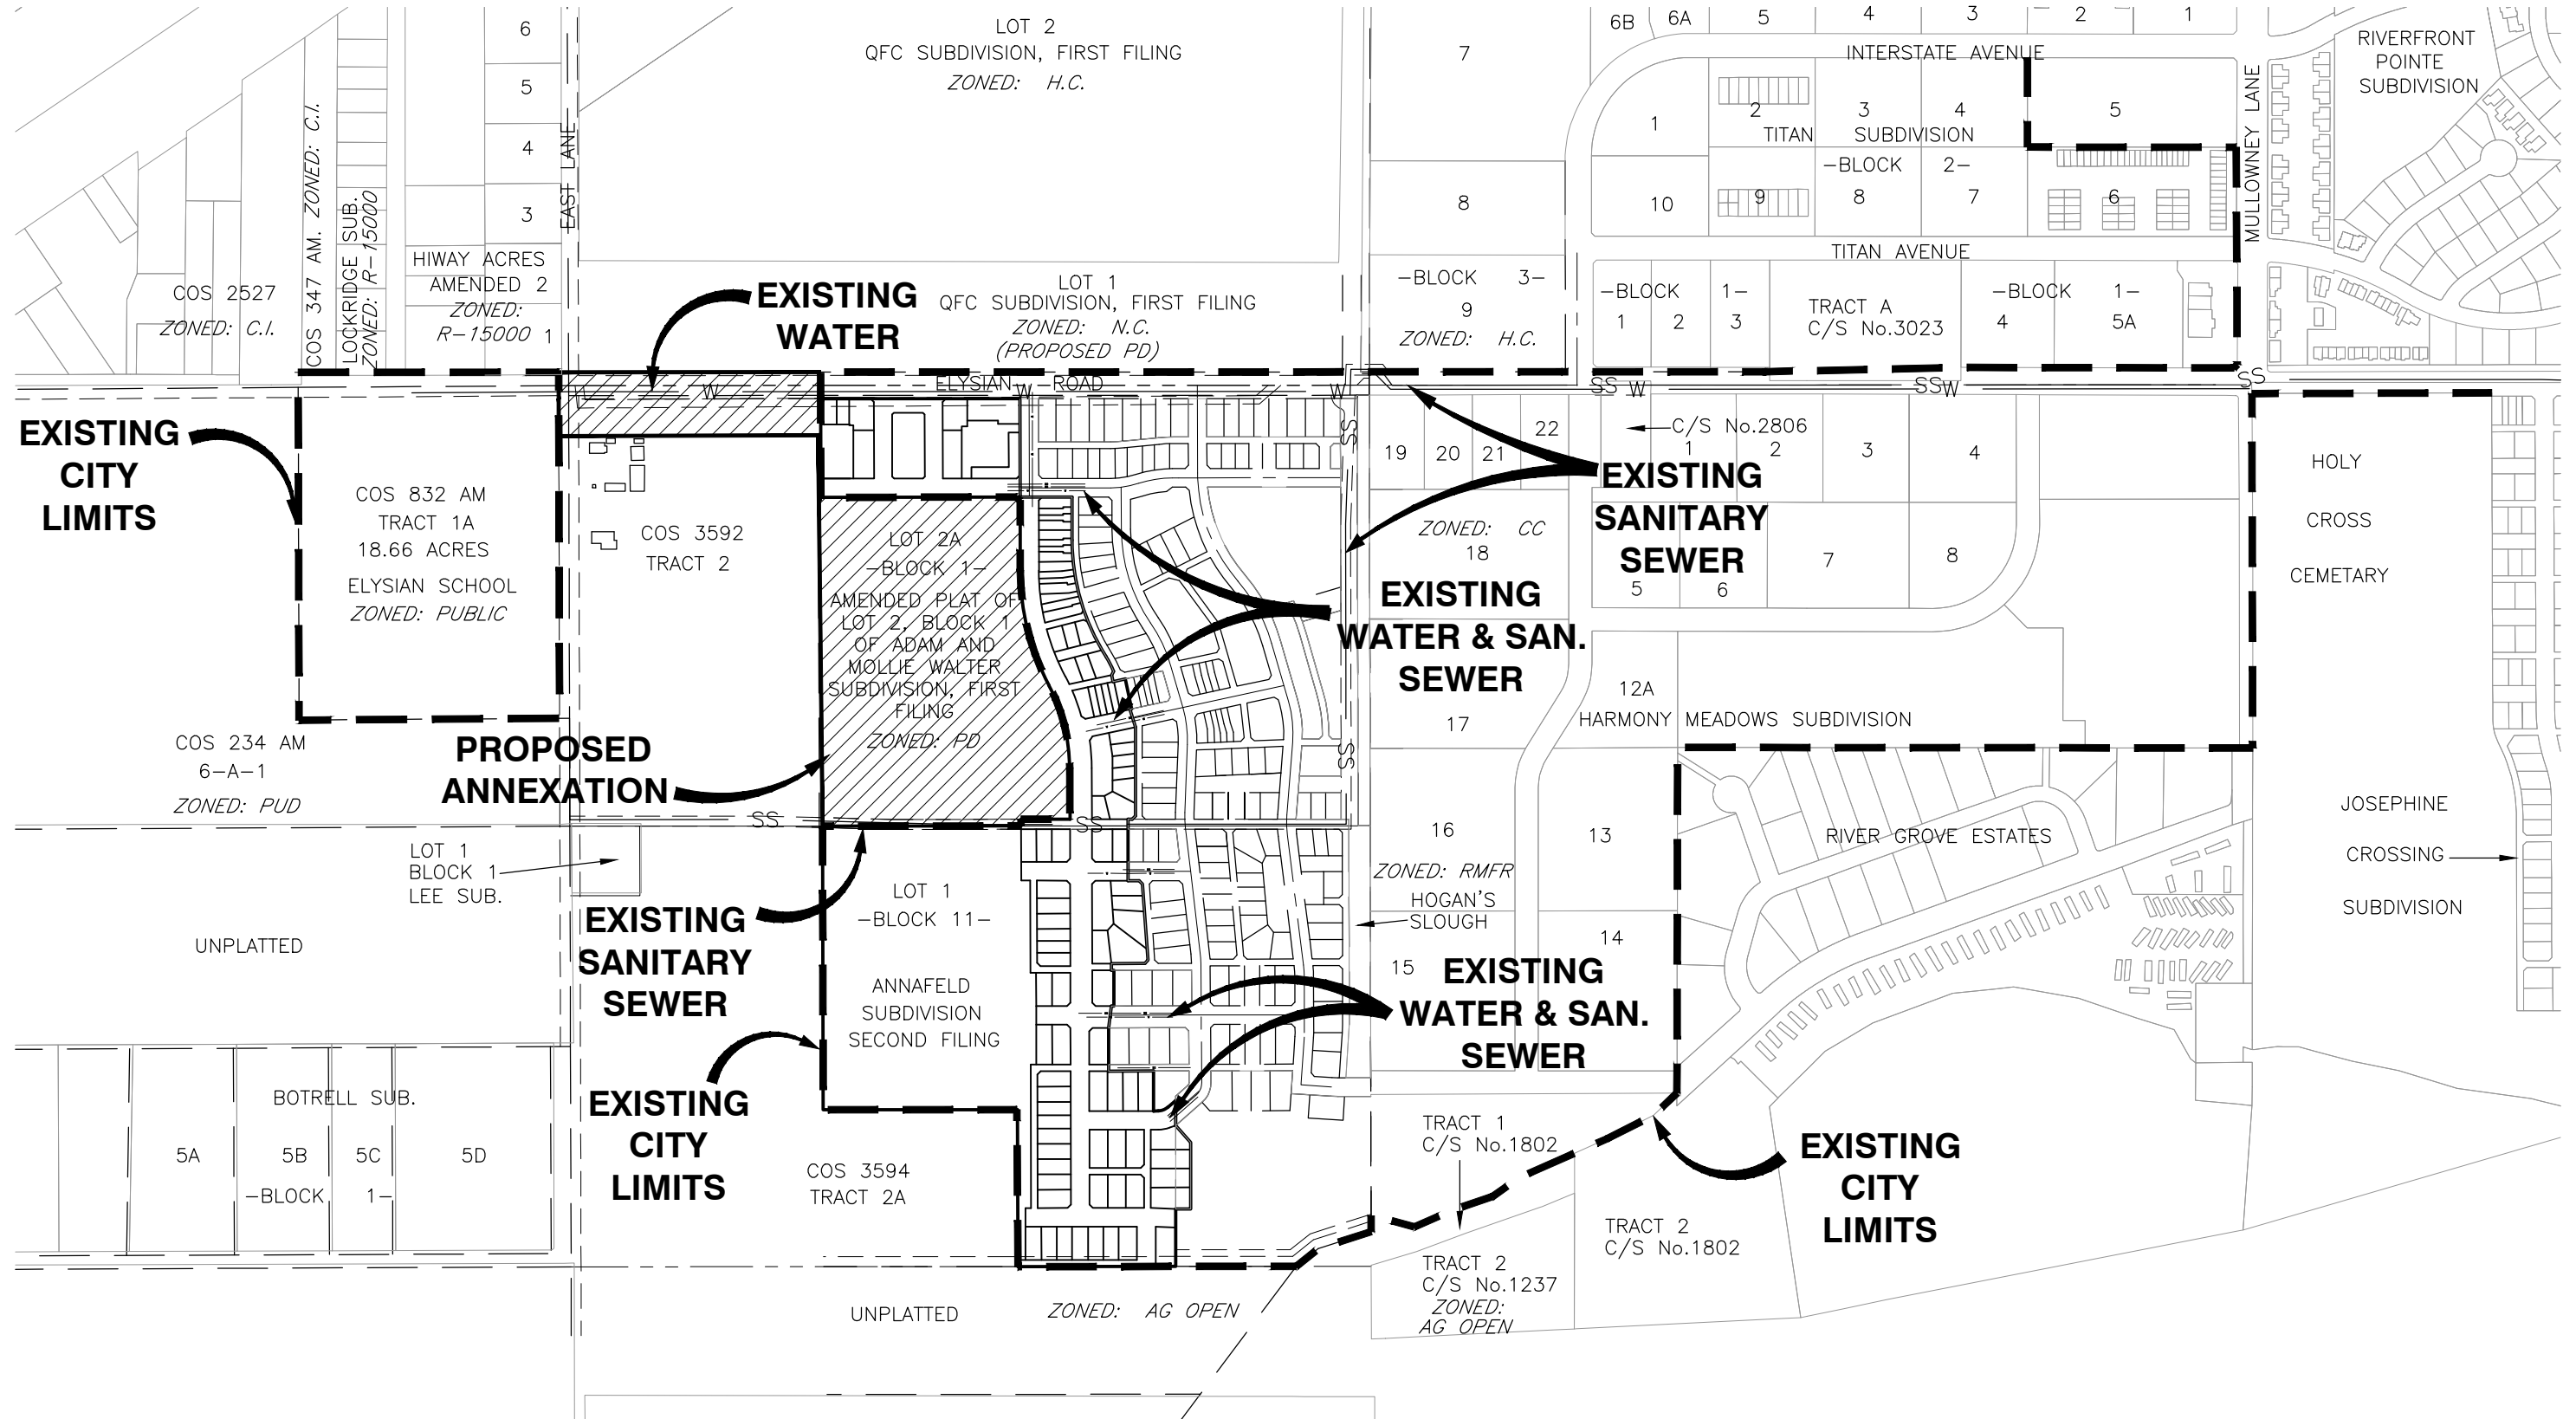 6
5
4
3
EAST LANE
COS 347 AM. ZONED: C.I.
LOCKRIDGE SUB.
ZONED: R-15000
HIWAY ACRES
AMENDED 2
ZONED:
R-15000 1
COS 2527
ZONED: C.I.
LOT 2
QFC SUBDIVISION, FIRST FILING
ZONED: H.C.
LOT 1
QFC SUBDIVISION, FIRST FILING
ZONED: N.C.
(PROPOSED PD)
EXISTING
WATER
7
8
-BLOCK 3-
9
ZONED: H.C.
6B 6A 5 4 3 2 1
INTERSTATE AVENUE
1 2 3 4 5
TITAN SUBDIVISION
-BLOCK 2-
10 9 8 7 6
TITAN AVENUE
-BLOCK 1-
1 2 3
TRACT A
C/S No.3023
-BLOCK 1-
4 5A
MULLOWNEY LANE
RIVERFRONT
POINTE
SUBDIVISION
W
ELYSIAN ROAD
W
W
SS W
SSW
SS
EXISTING
CITY
LIMITS
COS 832 AM
TRACT 1A
18.66 ACRES
ELYSIAN SCHOOL
ZONED: PUBLIC
COS 3592
TRACT 2
LOT 2A
-BLOCK 1-
AMENDED PLAT OF
LOT 2, BLOCK 1
OF ADAM AND
MOLLIE WALTER
SUBDIVISION, FIRST
FILING
ZONED: PD
SS
SS
19 20 21 22
C/S No.2806
1 2 3 4
EXISTING
SANITARY
SEWER
ZONED: CC
18
5 6 7 8
EXISTING
WATER & SAN.
SEWER
17
12A
HARMONY MEADOWS SUBDIVISION
HOLY
CROSS
CEMETARY
COS 234 AM
6-A-1
ZONED: PUD
PROPOSED
ANNEXATION
SS
SS
LOT 1
BLOCK 1
LEE SUB.
EXISTING
SANITARY
SEWER
UNPLATTED
LOT 1
-BLOCK 11-
ANNAFELD
SUBDIVISION
SECOND FILING
16
13
ZONED: RMFR
HOGAN'S
SLOUGH
14
15
EXISTING
WATER & SAN.
SEWER
RIVER GROVE ESTATES
JOSEPHINE
CROSSING
SUBDIVISION
BOTRELL SUB.
5A 5B 5C 5D
-BLOCK 1-
EXISTING
CITY
LIMITS
COS 3594
TRACT 2A
TRACT 1
C/S No.1802
EXISTING
CITY
LIMITS
TRACT 2
C/S No.1802
TRACT 2
C/S No.1237
ZONED:
AG OPEN
UNPLATTED
ZONED: AG OPEN